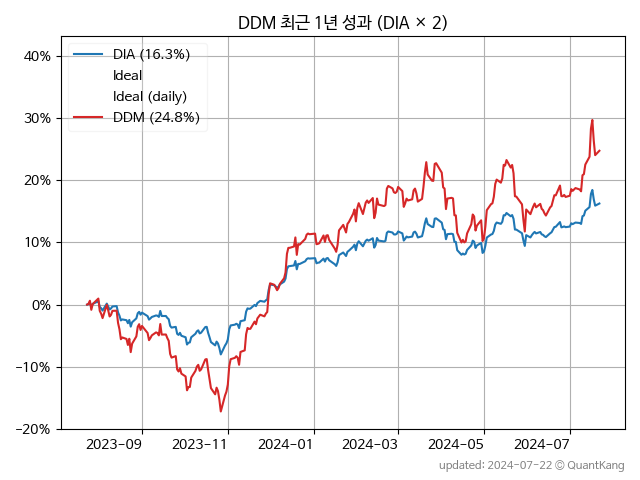 DDM 최근 1년 성과 (DIA × 2)
40%
30%
20%
10%
0%
−10%
−20%
DIA (16.3%)
Ideal
Ideal (daily)
DDM (24.8%)
2023-09
2023-11
2024-01
2024-03
2024-05
2024-07
updated: 2024-07-22 © QuantKang